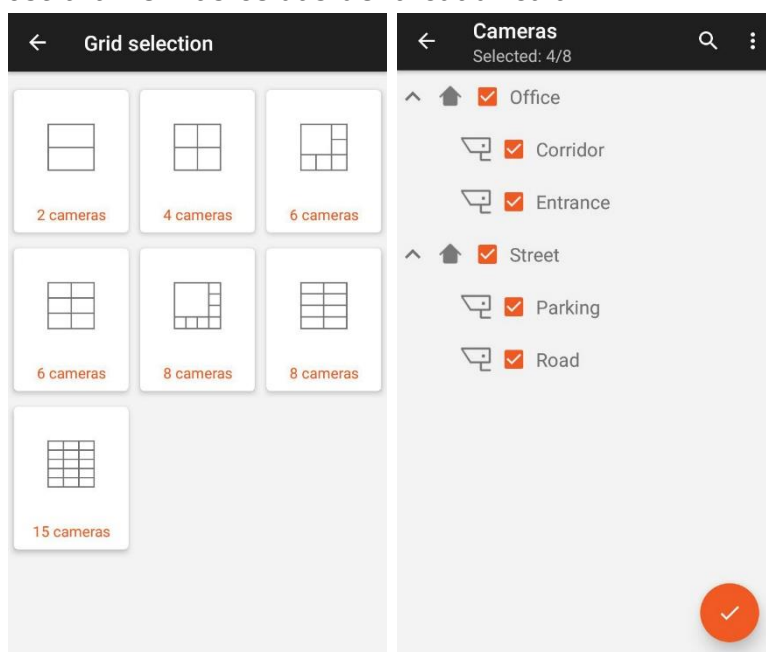 Grid selection
2 cameras
4 cameras
6 cameras
6 cameras
8 cameras
8 cameras
15 cameras
Cameras
Selected: 4/8
Office
Corridor
Entrance
Street
Parking
Road